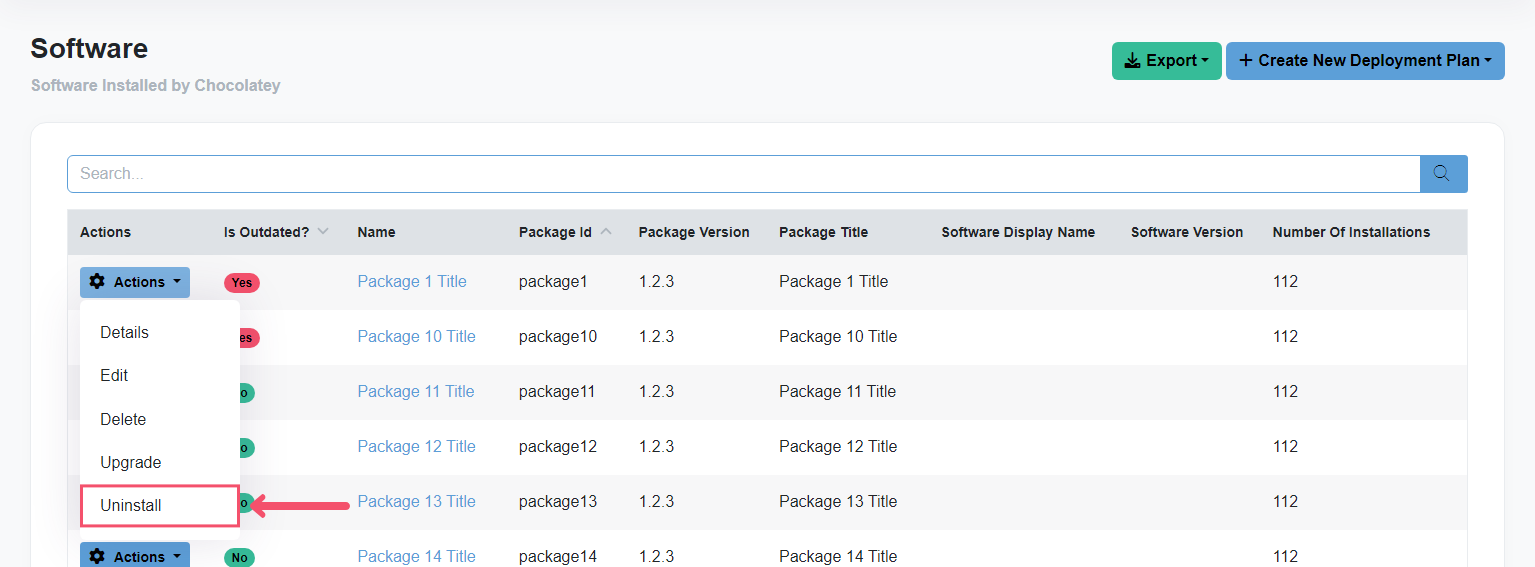 Software
Software Installed by Chocolatey
Export
+ Create New Deployment Plan
Search...
Actions Is Outdated? Name Package Id Package Version Package Title Software Display Name Software Version Number Of Installations
Actions Yes Package 1 Title package1 1.2.3 Package 1 Title 112
Details
es Package 10 Title package10 1.2.3 Package 10 Title 112
Edit
o Package 11 Title package11 1.2.3 Package 11 Title 112
Delete
o Package 12 Title package12 1.2.3 Package 12 Title 112
Upgrade
Uninstall
o Package 13 Title package13 1.2.3 Package 13 Title 112
Actions No Package 14 Title package14 1.2.3 Package 14 Title 112